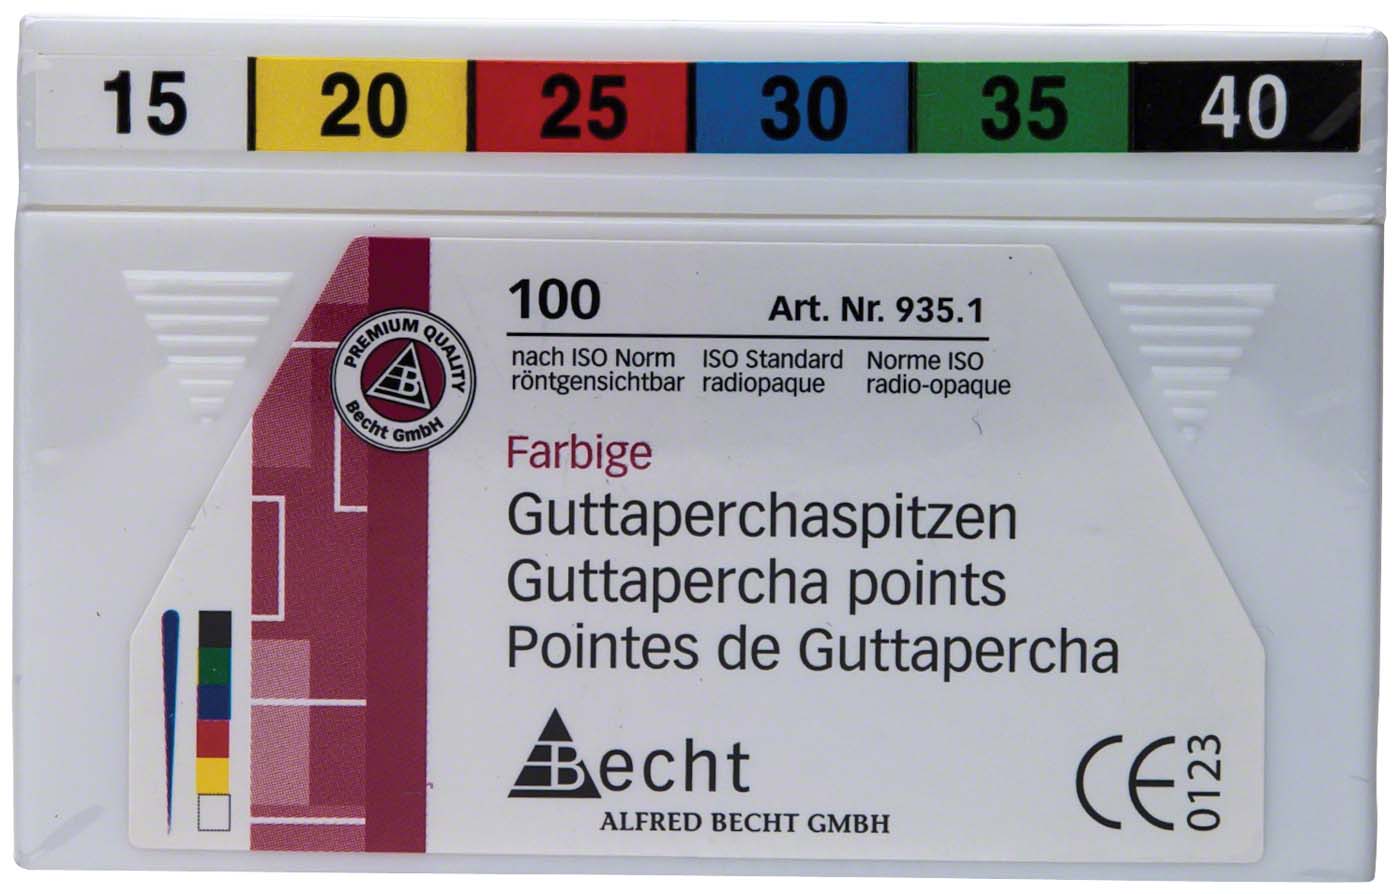 15 20 25 30 35 40
100 Art. Nr. 935.1
nach ISO Norm ISO Standard Norme ISO
röntgensichtbar radiopaque radio-opaque
PREMIUM QUALITY
Becht GmbH
Farbige
Guttaperchaspitzen
Guttapercha points
Pointes de Guttapercha
Becht
ALFRED BECHT GMBH
CE 0123